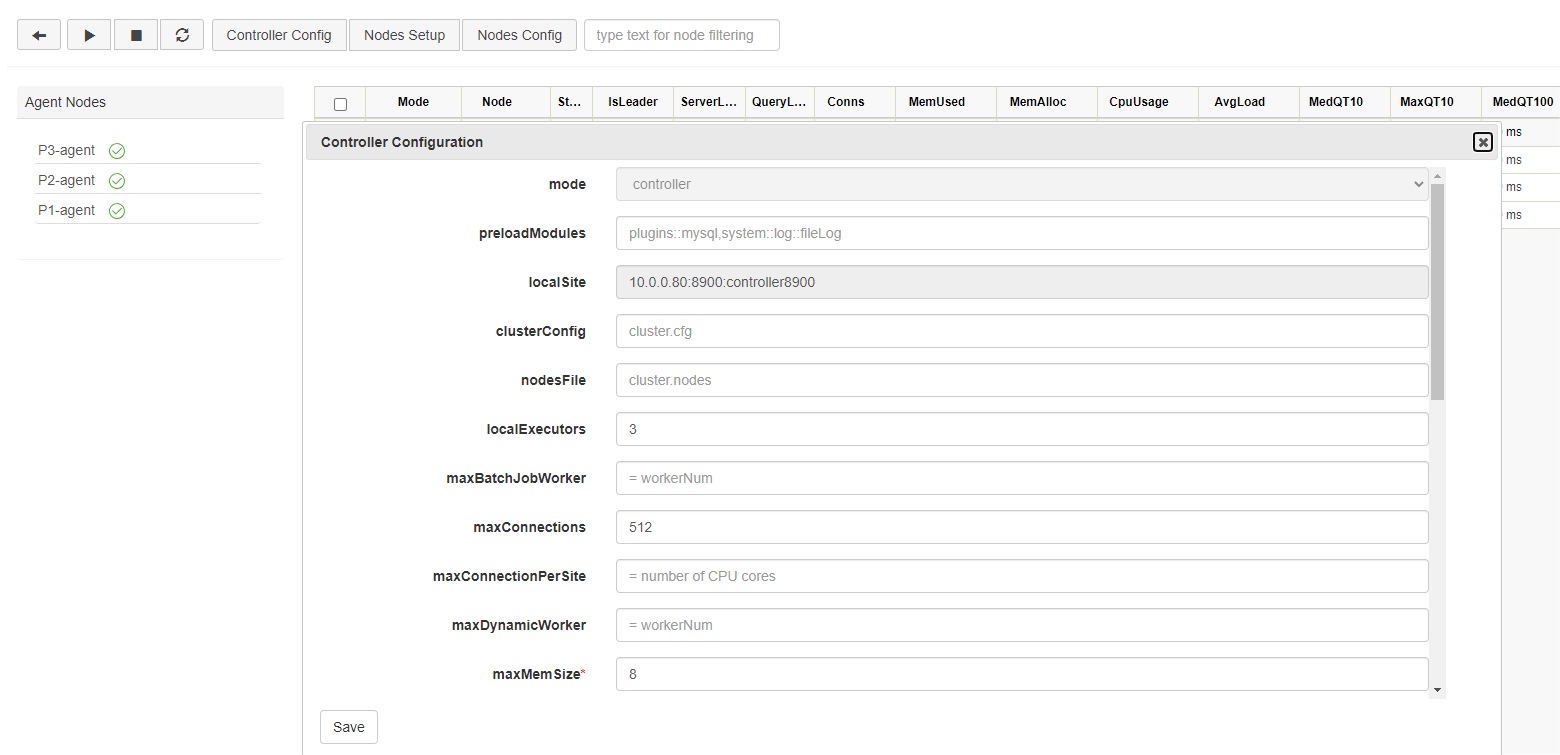 Controller Config Nodes Setup Nodes Config type text for node filtering
Agent Nodes
P3-agent
P2-agent
P1-agent
Mode Node St... IsLeader ServerL... QueryL... Conns MemUsed MemAlloc CpuUsage AvgLoad MedQT10 MaxQT10 MedQT100
ms
ms
ms
ms
Controller Configuration
mode controller
preloadModules plugins::mysql,system::log::fileLog
localSite 10.0.0.80:8900:controller8900
clusterConfig cluster.cfg
nodesFile cluster.nodes
localExecutors 3
maxBatchJobWorker = workerNum
maxConnections 512
maxConnectionPerSite = number of CPU cores
maxDynamicWorker = workerNum
maxMemSize* 8
Save